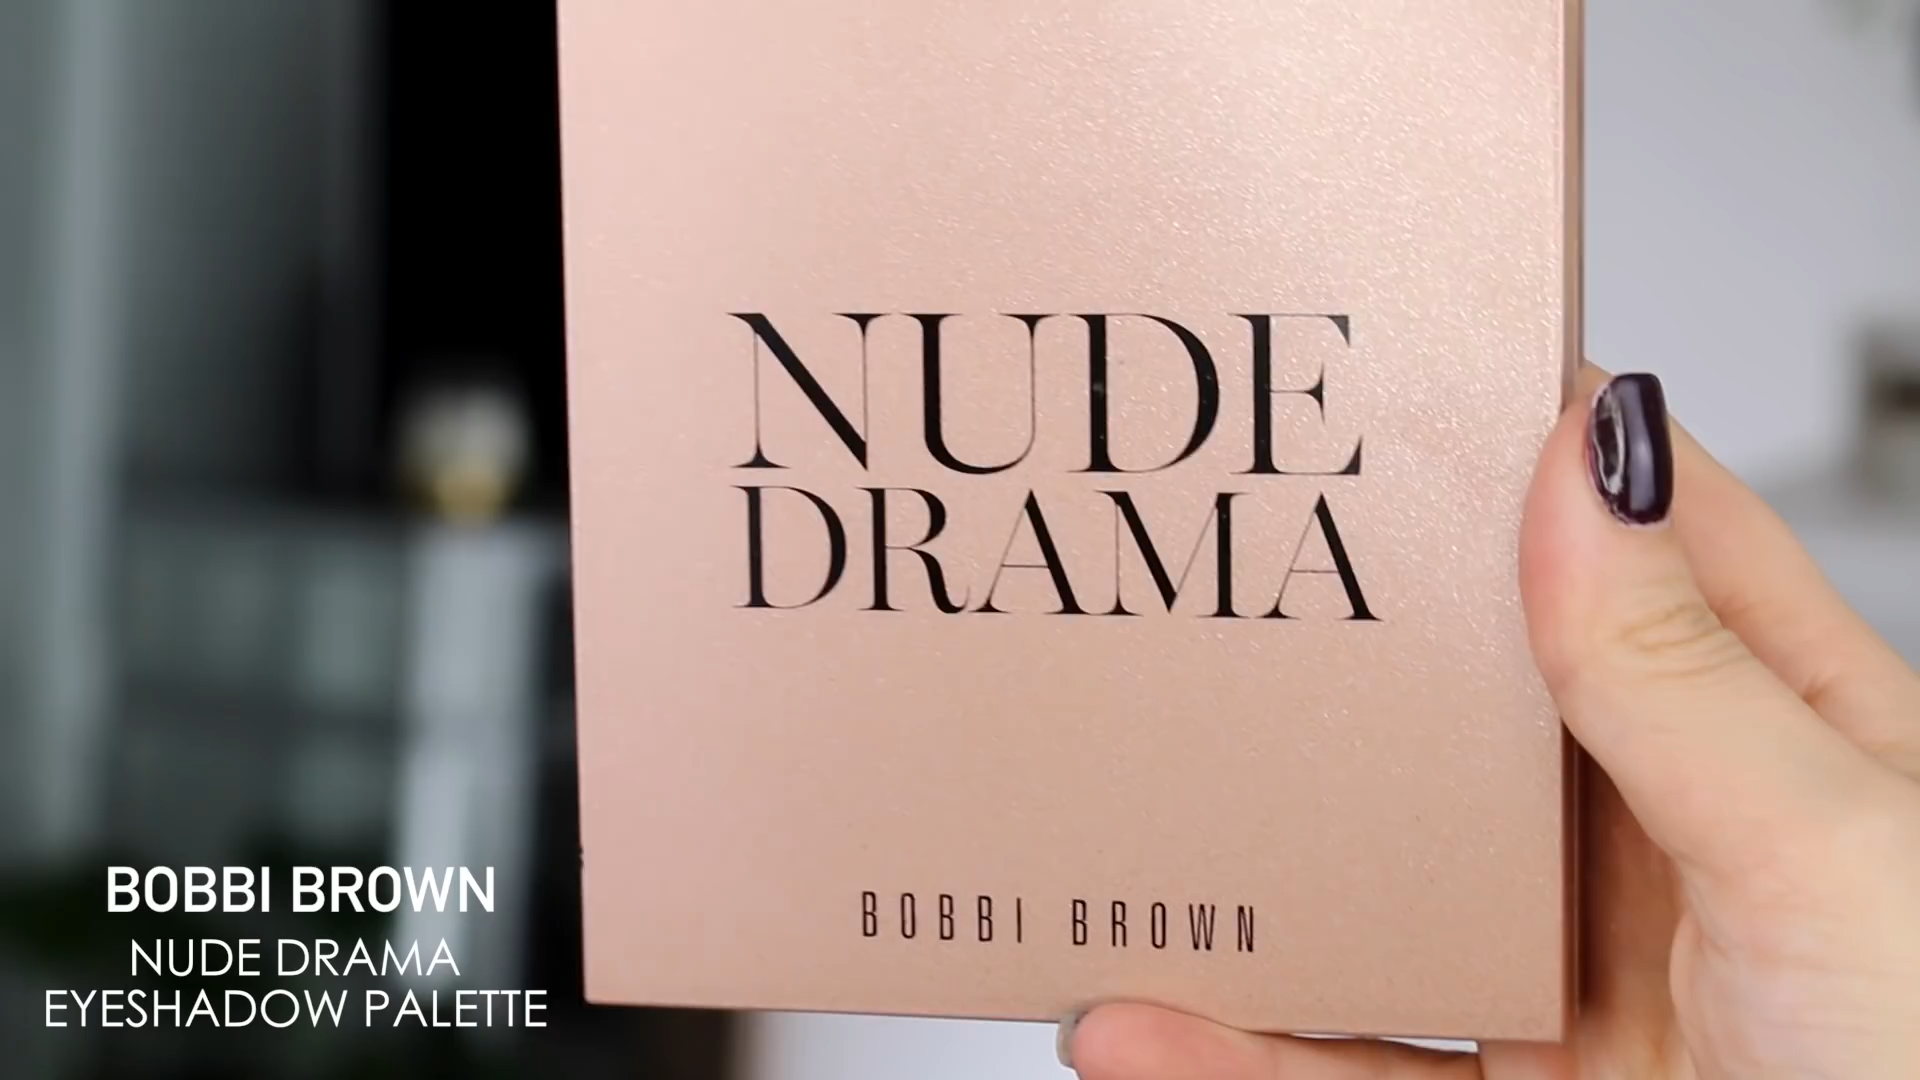 NUDE
DRAMA
BOBBI BROWN
BOBBI BROWN
NUDE DRAMA
EYESHADOW PALETTE